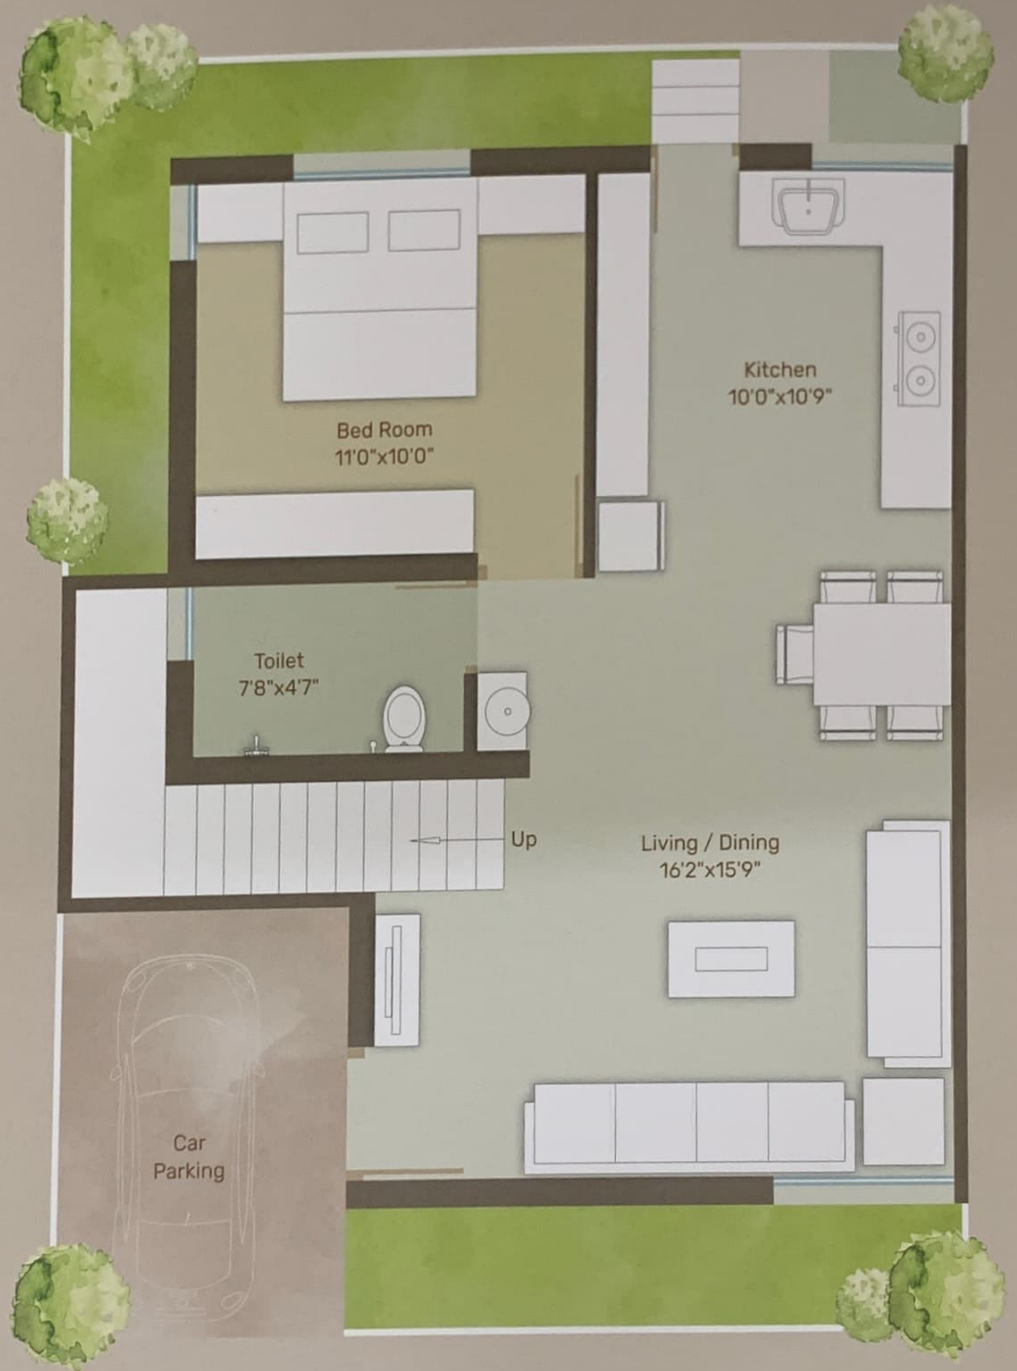 Kitchen
10'0"x10'9"
Bed Room
11'0"x10'0"
Toilet
7'8"x4'7"
Up
Living / Dining
16'2"x15'9"
Car
Parking